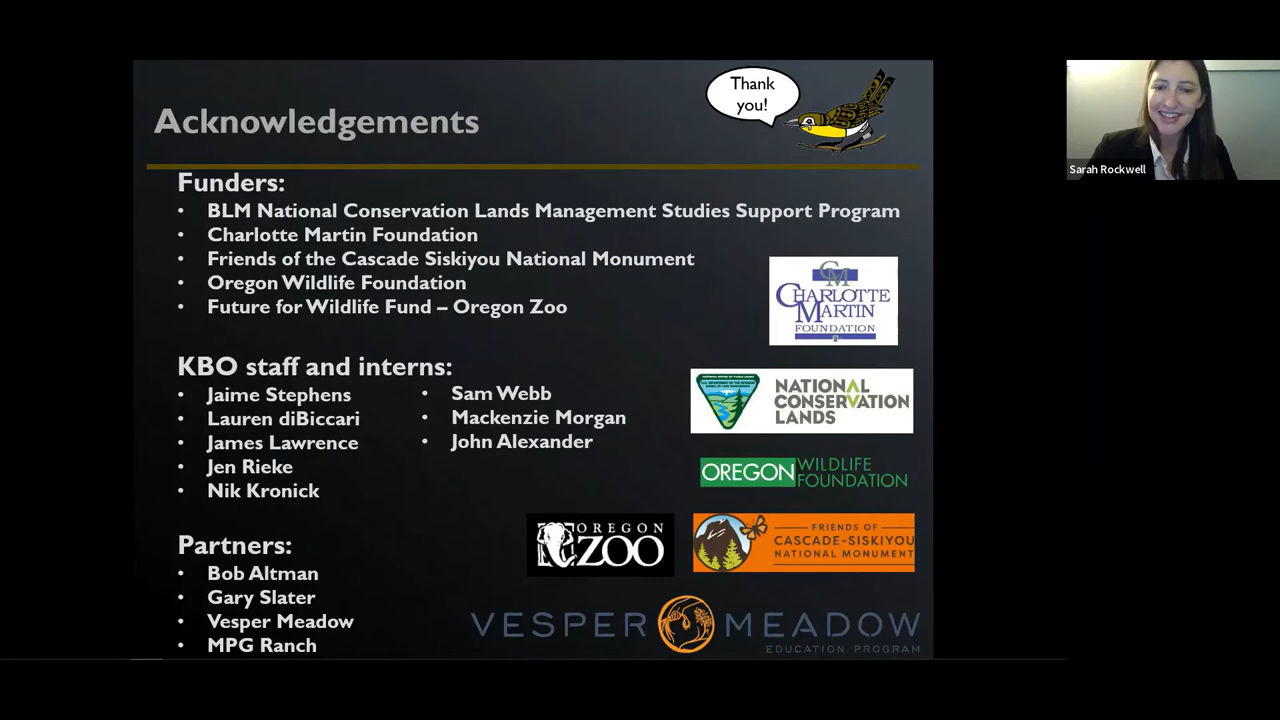 Thank
you!
Acknowledgements
Sarah Rockwell
Funders:
• BLM National Conservation Lands Management Studies Support Program
• Charlotte Martin Foundation
• Friends of the Cascade Siskiyou National Monument
• Oregon Wildlife Foundation
• Future for Wildlife Fund – Oregon Zoo
CM
CHARLOTTE
MARTIN
FOUNDATION
KBO staff and interns:
• Jaime Stephens
• Lauren diBiccari
• James Lawrence
• Jen Rieke
• Nik Kronick
• Sam Webb
• Mackenzie Morgan
• John Alexander
NATIONAL
CONSERVATION
LANDS
OREGON WILDLIFE
FOUNDATION
OREGON
ZOO
FRIENDS OF
CASCADE-SISKIYOU
NATIONAL MONUMENT
Partners:
• Bob Altman
• Gary Slater
• Vesper Meadow
• MPG Ranch
VESPER MEADOW
EDUCATION PROGRAM